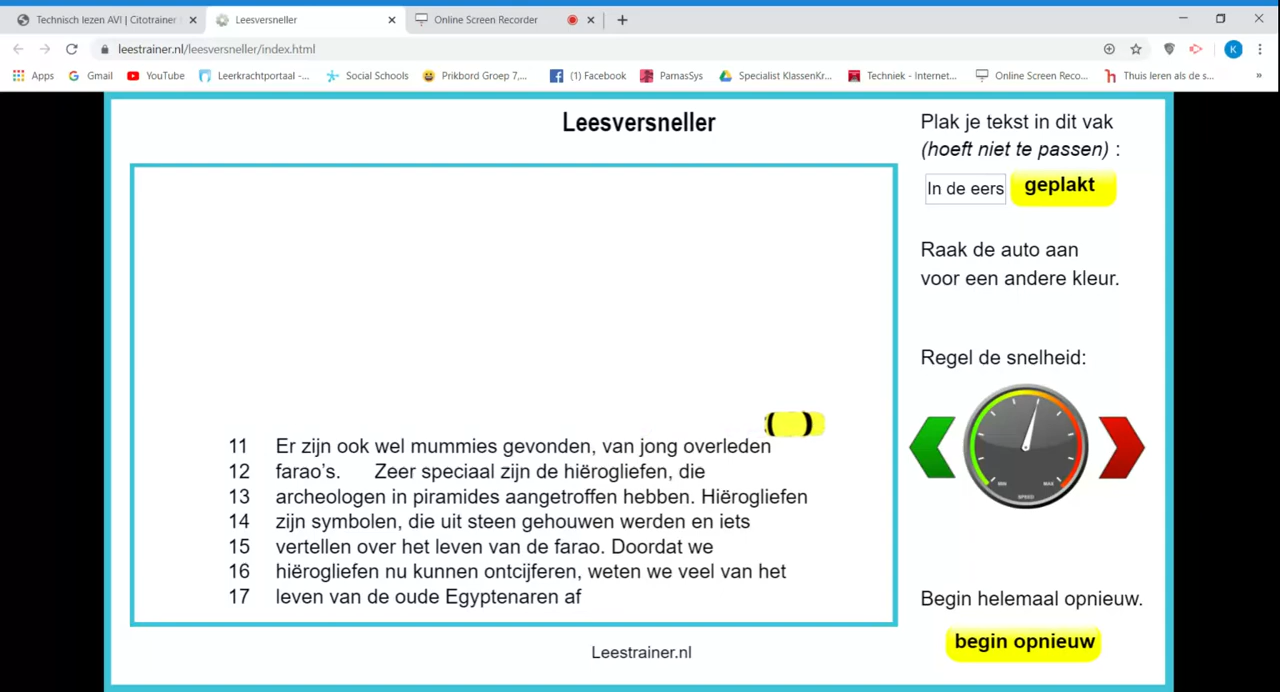 Technisch lezen AVI | Citotrainer
Leesversneller
Online Screen Recorder
leestrainer.nl/leesversneller/index.html
K
Apps
Gmail
YouTube
Leerkrachtportaal -...
Social Schools
Prikbord Groep 7,...
(1) Facebook
ParnasSys
Specialist KlassenKr...
Techniek - Internet...
Online Screen Reco...
Thuis leren als de s...
»
Leesversneller
Plak je tekst in dit vak
(hoeft niet te passen) :
In de eers
geplakt
Raak de auto aan
voor een andere kleur.
Regel de snelheid:
MIN
MAX
SPEED
11 Er zijn ook wel mummies gevonden, van jong overleden
12 farao's. Zeer speciaal zijn de hiërogliefen, die
13 archeologen in piramides aangetroffen hebben. Hiërogliefen
14 zijn symbolen, die uit steen gehouwen werden en iets
15 vertellen over het leven van de farao. Doordat we
16 hiërogliefen nu kunnen ontcijferen, weten we veel van het
17 leven van de oude Egyptenaren af
Begin helemaal opnieuw.
begin opnieuw
Leestrainer.nl